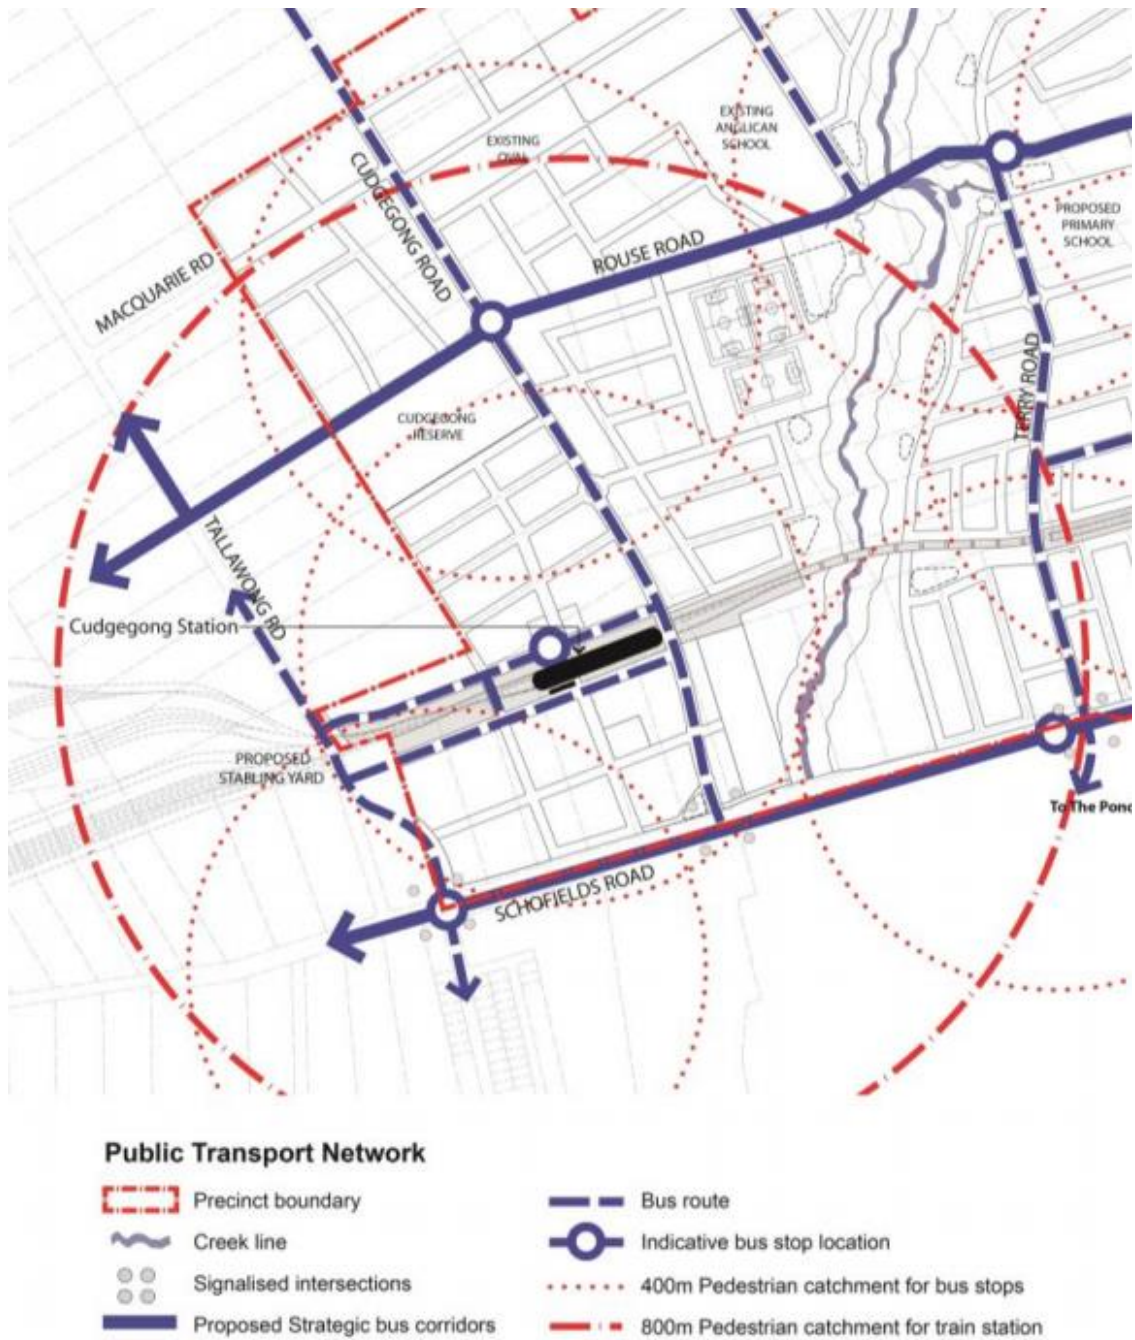 EXISTING
ANGLICAN
SCHOOL
EXISTING
OVAL
CUDGEGONG ROAD
PROPOSED
PRIMARY
SCHOOL
ROUSE ROAD
MACQUARIE RD
TERRY ROAD
CUDGEGONG
RESERVE
TALLAWONG RD
Cudgegong Station
PROPOSED
STABLING YARD
To The Pond
SCHOFIELDS ROAD
Public Transport Network
Precinct boundary
Creek line
Signalised intersections
Proposed Strategic bus corridors
Bus route
Indicative bus stop location
400m Pedestrian catchment for bus stops
800m Pedestrian catchment for train station